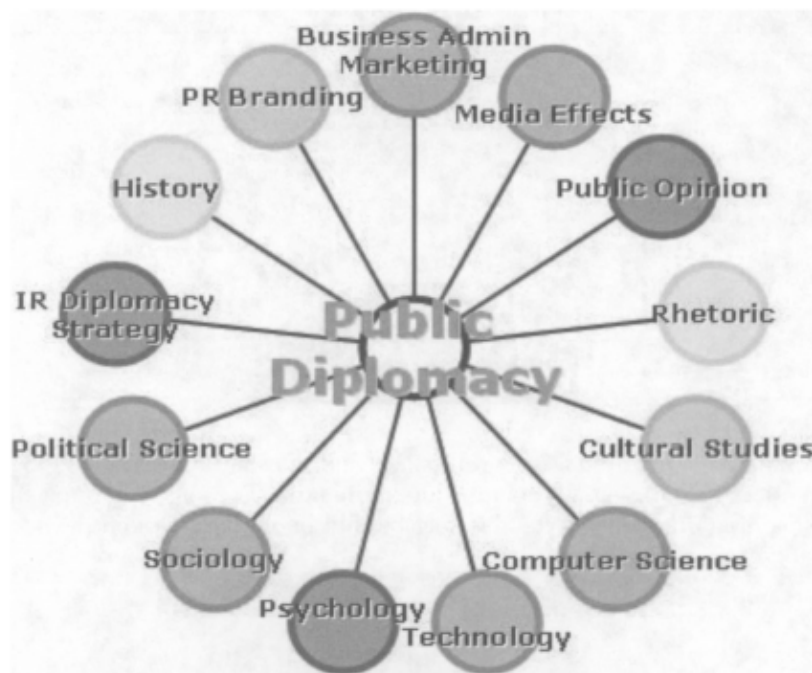 Business Admin
Marketing
PR Branding
Media Effects
History
Public Opinion
IR Diplomacy
Strategy
Public
Diplomacy
Rhetoric
Political Science
Cultural Studies
Sociology
Computer Science
Psychology
Technology